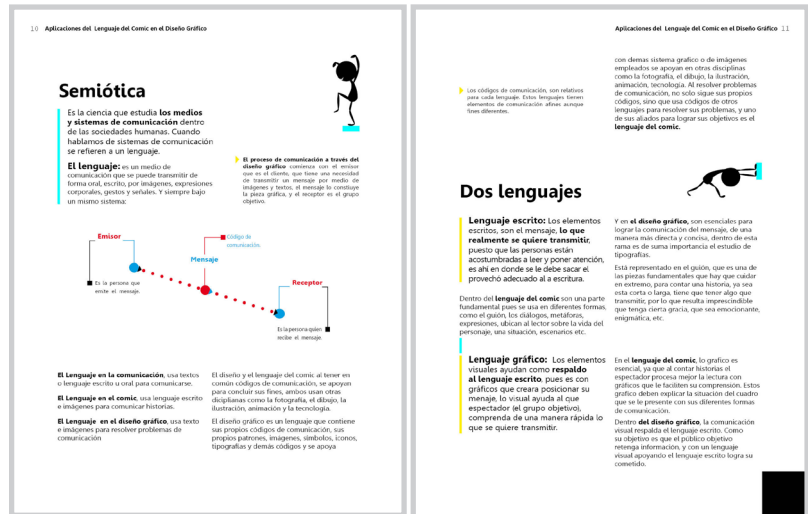 10 Aplicaciones del Lenguaje del Comic en el Diseño Gráfico
Semiótica
Es la ciencia que estudia los medios
y sistemas de comunicación dentro
de las sociedades humanas. Cuando
hablamos de sistemas de comunicación
se refieren a un lenguaje.
El lenguaje: es un medio de
comunicación que se puede transmitir de
forma oral, escrito, por imágenes, expresiones
corporales, gestos y señales. Y siempre bajo
un mismo sistema:
El proceso de comunicación a través del
diseño gráfico comienza con el emisor
que es el cliente, que tiene una necesidad
de transmitir un mensaje por medio de
imágenes y textos, el mensaje lo constituye
la pieza gráfica, y el receptor es el grupo
objetivo.
Emisor
Código de
comunicación.
Mensaje
Es la persona que
emite el mensaje.
Receptor
Es la persona quien
recibe el mensaje.
El Lenguaje en la comunicación, usa textos
o lenguaje escrito u oral para comunicarse.
El Lenguaje en el comic, usa lenguaje escrito
e imágenes para comunicar historias.
El Lenguaje en el diseño gráfico, usa texto
e imágenes para resolver problemas de
comunicación
El diseño y el lenguaje del comic al tener en
común códigos de comunicación, se apoyan
para concluir sus fines, ambos usan otras
diciplinas como la fotografía, el dibujo, la
ilustración, animación y la tecnología.
El diseño gráfico es un lenguaje que contiene
sus propios códigos de comunicación, sus
propios patrones, imágenes, símbolos, íconos,
tipografías y demás códigos y se apoya
Aplicaciones del Lenguaje del Comic en el Diseño Gráfico 11
Los códigos de comunicación, son relativos
para cada lenguaje. Estos lenguajes tienen
elementos de comunicación afines aunque
fines diferentes.
con demas sistema grafico o de imágenes
empleados se apoyan en otras disciplinas
como la fotografía, el dibujo, la ilustración,
animación, tecnología. Al resolver problemas
de comunicación, no solo sigue sus propios
códigos, sino que usa códigos de otros
lenguajes para resolver sus problemas, y uno
de sus aliados para lograr sus objetivos es el
lenguaje del comic.
Dos lenguajes
Lenguaje escrito: Los elementos
escritos, son el mensaje, lo que
realmente se quiere transmitir,
puesto que las personas están
acostumbradas a leer y poner atención,
es ahí en donde se le debe sacar el
provechó adecuado al a escritura.
Dentro del lenguaje del comic son una parte
fundamental pues se usa en diferentes formas,
como el guión, los diálogos, metáforas,
expresiones, ubican al lector sobre la vida del
personaje, una situación, escenarios etc.
Lenguaje gráfico: Los elementos
visuales ayudan como respaldo
al lenguaje escrito, pues es con
gráficos que creara posicionar su
menaje, lo visual ayuda al que
espectador (el grupo objetivo),
comprenda de una manera rápida lo
que se quiere transmitir.
Y en el diseño gráfico, son esenciales para
lograr la comunicación del mensaje, de una
manera más directa y concisa, dentro de esta
rama es de suma importancia el estudio de
tipografías.
Está representado en el guión, que es una de
las piezas fundamentales que hay que cuidar
en extremo, para contar una historia, ya sea
esta corta o larga, tiene que tener algo que
transmitir, por lo que resulta imprescindible
que tenga cierta gracia, que sea emocionante,
enigmática, etc.
En el lenguaje del comic, lo grafico es
esencial, ya que al contar historias el
espectador procesa mejor la lectura con
gráficos que le faciliten su comprensión. Estos
grafico deben explicar la situación del cuadro
que se le presente con sus diferentes formas
de comunicación.
Dentro del diseño gráfico, la comunicación
visual respalda el lenguaje escrito. Como
su objetivo es que el público objetivo
retenga información, y con un lenguaje
visual apoyando el lenguaje escrito logra su
cometido.